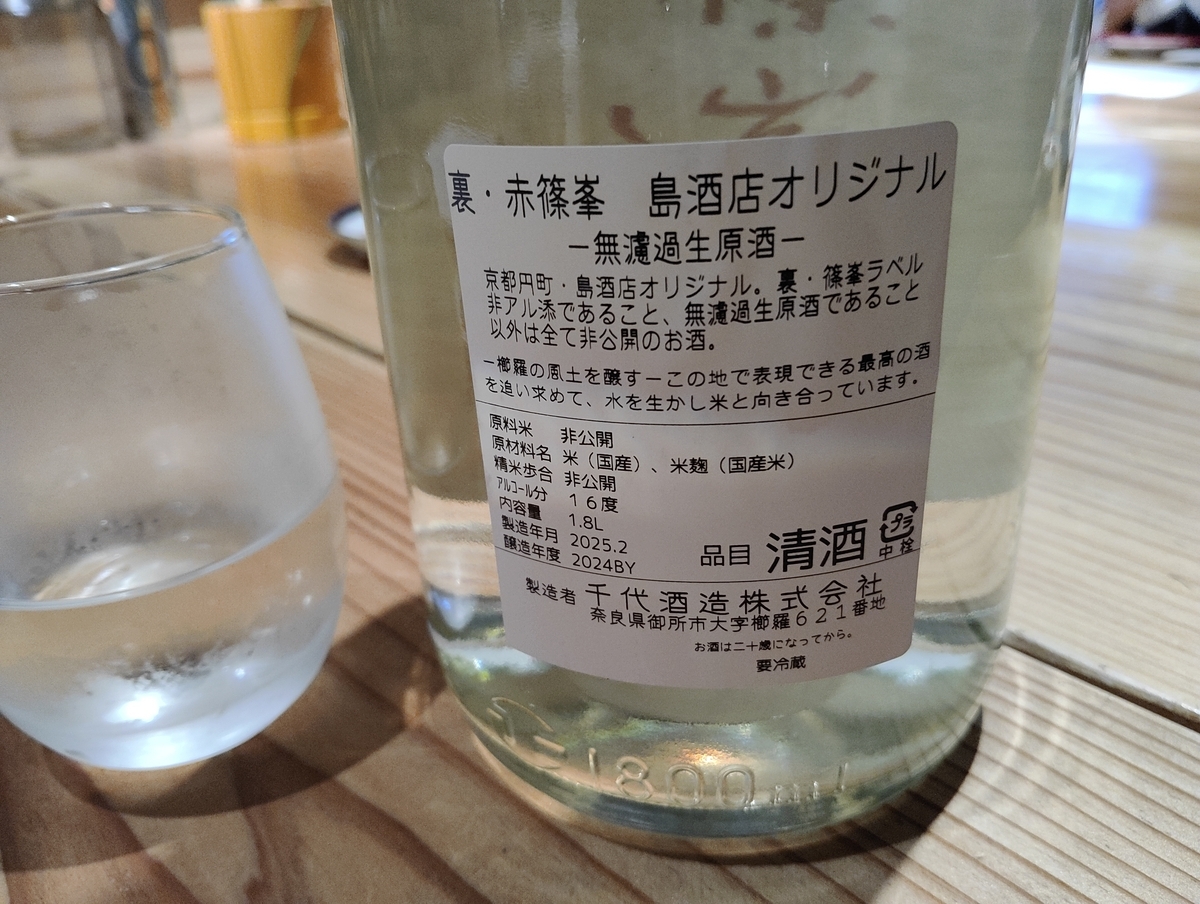 裏・赤篠峯　島酒店オリジナル
ー無濾過生原酒ー
京都円町・島酒店オリジナル。裏・篠峯ラベル
非アル添であること、無濾過生原酒であること
以外は全て非公開のお酒。
ー櫛羅の風土を醸すーこの地で表現できる最高の酒
を追い求めて、水を生かし米と向き合っています。
原料米　非公開
原材料名　米（国産）、米麹（国産米）
精米歩合　非公開
アルコール分　１６度
内容量　1.8L
製造年月　2025.2
醸造年度　2024BY
品目　清酒
プラ
中栓
製造者　千代酒造株式会社
奈良県御所市大字櫛羅６２１番地
お酒は二十歳になってから。
要冷蔵
1800ml